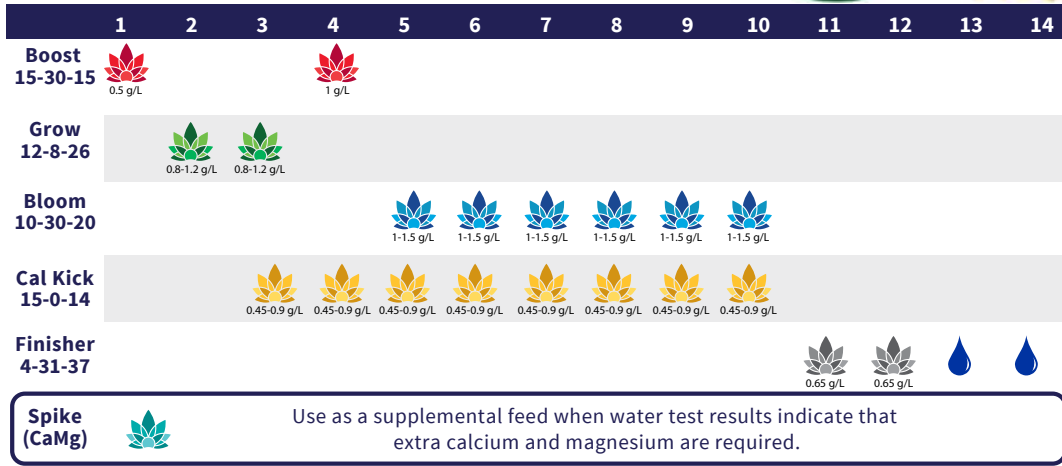 1 2 3 4 5 6 7 8 9 10 11 12 13 14
Boost
15-30-15
0.5 g/L 1 g/L
Grow
12-8-26
0.8-1.2 g/L 0.8-1.2 g/L
Bloom
10-30-20
1-1.5 g/L 1-1.5 g/L 1-1.5 g/L 1-1.5 g/L 1-1.5 g/L 1-1.5 g/L
Cal Kick
15-0-14
0.45-0.9 g/L 0.45-0.9 g/L 0.45-0.9 g/L 0.45-0.9 g/L 0.45-0.9 g/L 0.45-0.9 g/L 0.45-0.9 g/L 0.45-0.9 g/L
Finisher
4-31-37
0.65 g/L 0.65 g/L
Spike
(CaMg)
Use as a supplemental feed when water test results indicate that
extra calcium and magnesium are required.